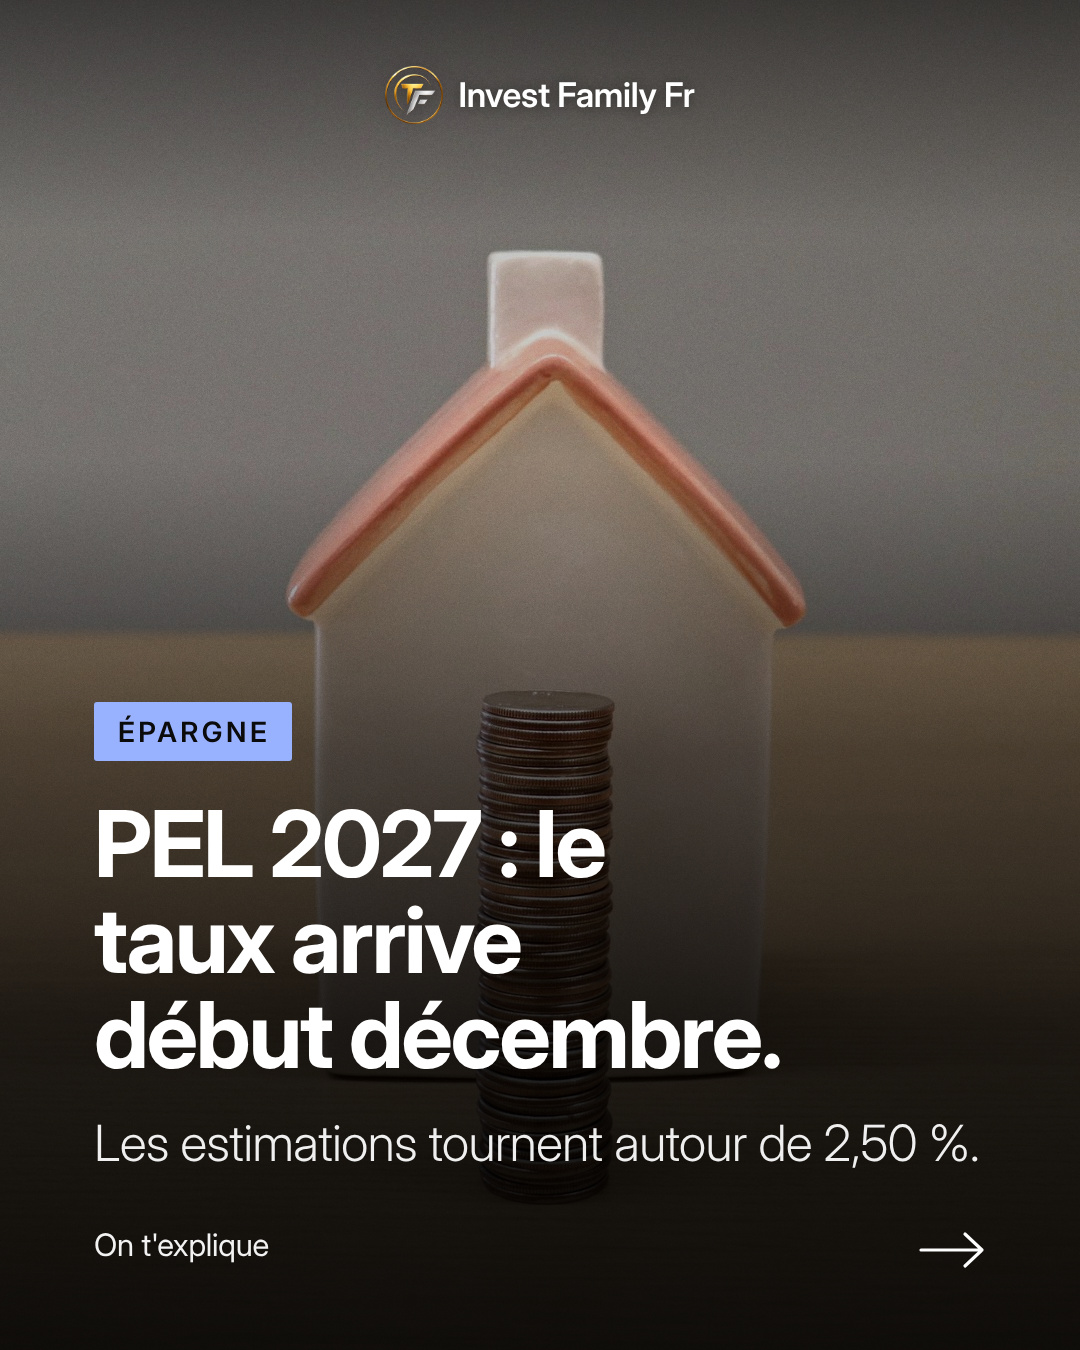 Invest Family Fr
ÉPARGNE
PEL 2027 : le
taux arrive
début décembre.
Les estimations tournent autour de 2,50 %.
On t'explique